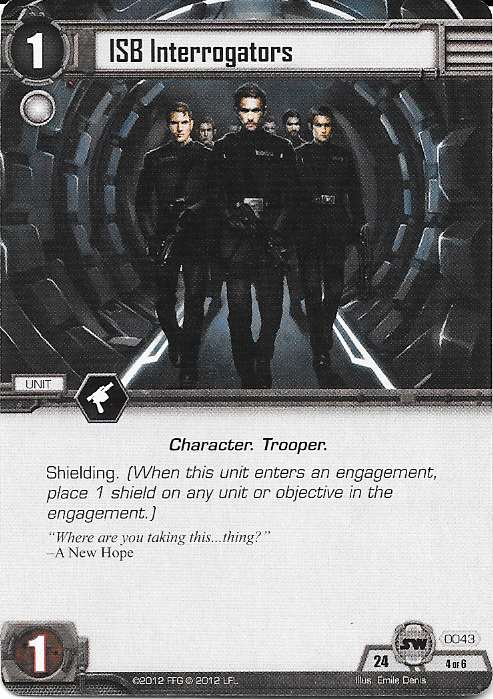 1
ISB Interrogators
UNIT
Character. Trooper.
Shielding. (When this unit enters an engagement,
place 1 shield on any unit or objective in the
engagement.)
“Where are you taking this...thing?”
–A New Hope
1
SW
0043
24
4 OF 6
©2012 FFG © 2012 LFL
Illus. Emile Denis